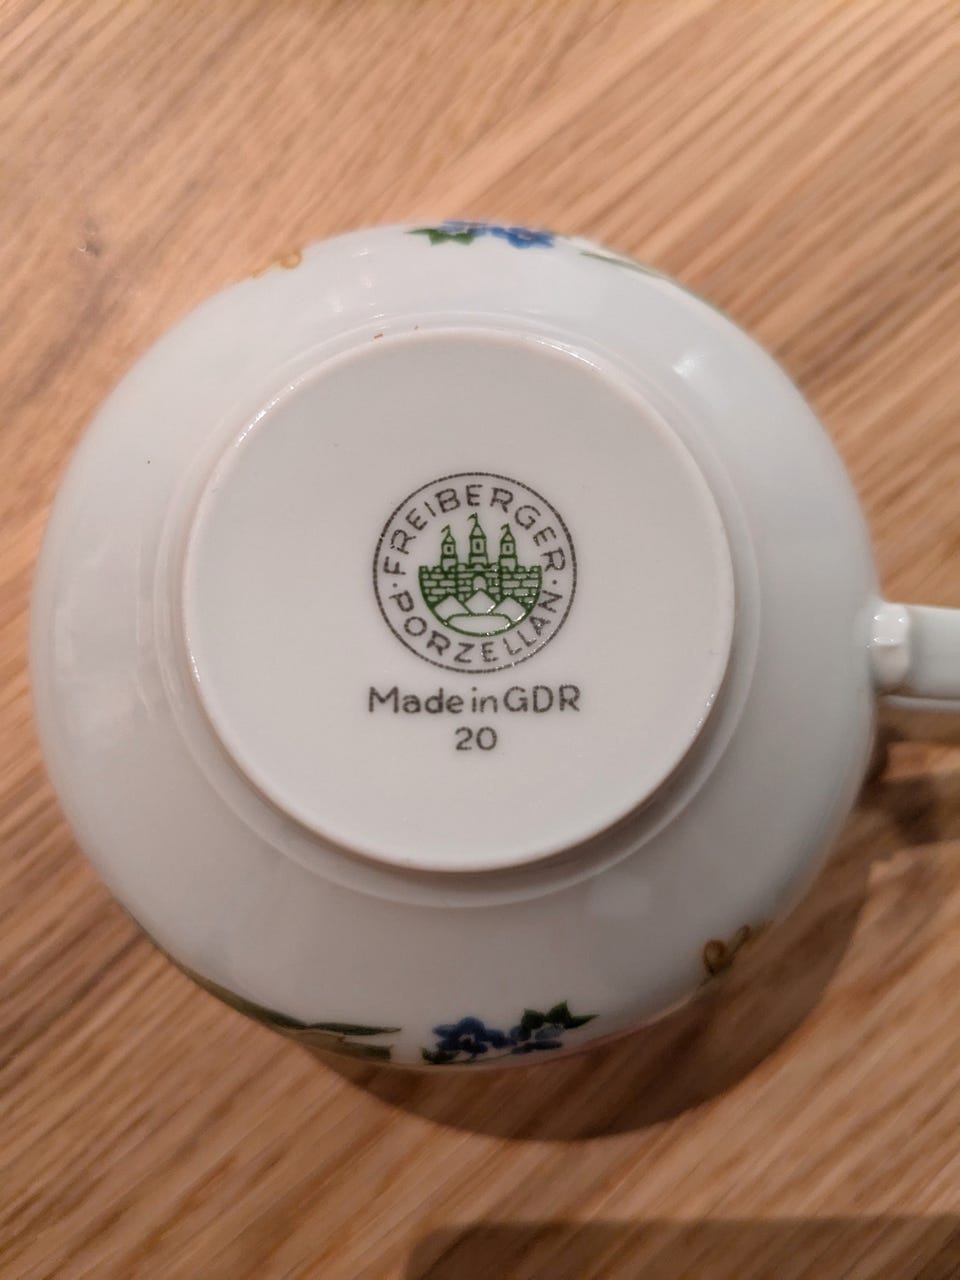 FREIBERGER
PORZELLAN
Made in GDR
20